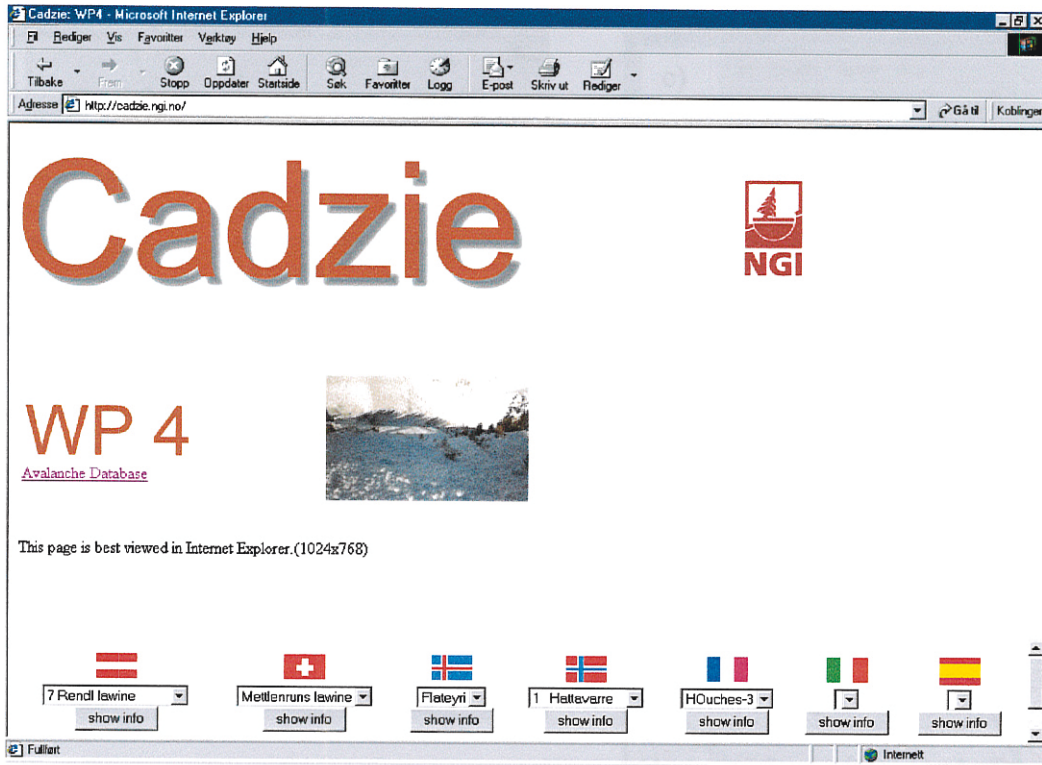 Cadzie: WP4 - Microsoft Internet Explorer
Fil Rediger Vis Favoritter Verktøy Hjelp
Tilbake Frem Stopp Oppdater Startside Søk Favoritter Logg E-post Skriv ut Rediger
Adresse http://cadzie.ngi.no/ Gå til Koblinger
Cadzie
NGI
WP 4
Avalanche Database
This page is best viewed in Internet Explorer.(1024x768)
7 Rendl lawine Mettlenruns lawine Flateyri 1 Hattavarre HOuches-3
show info show info show info show info show info show info show info
Fullført Internett